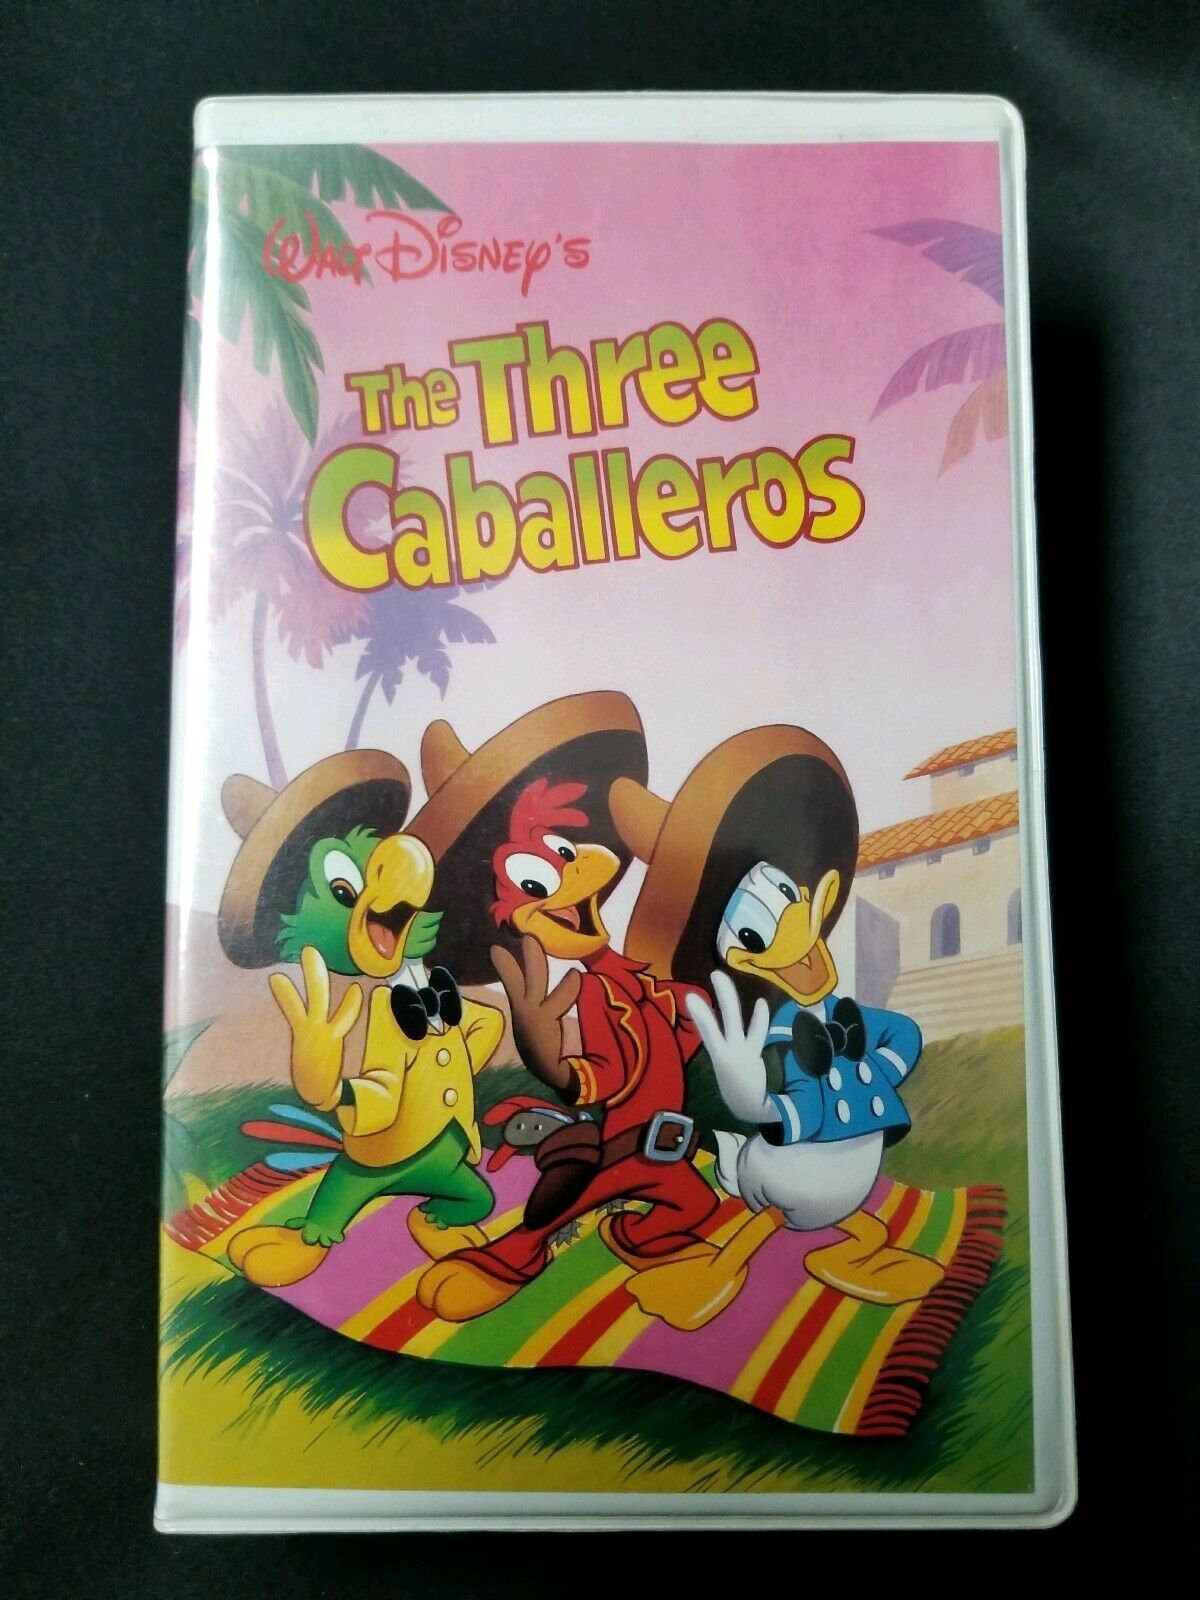 Walt Disney's
The Three
Caballeros